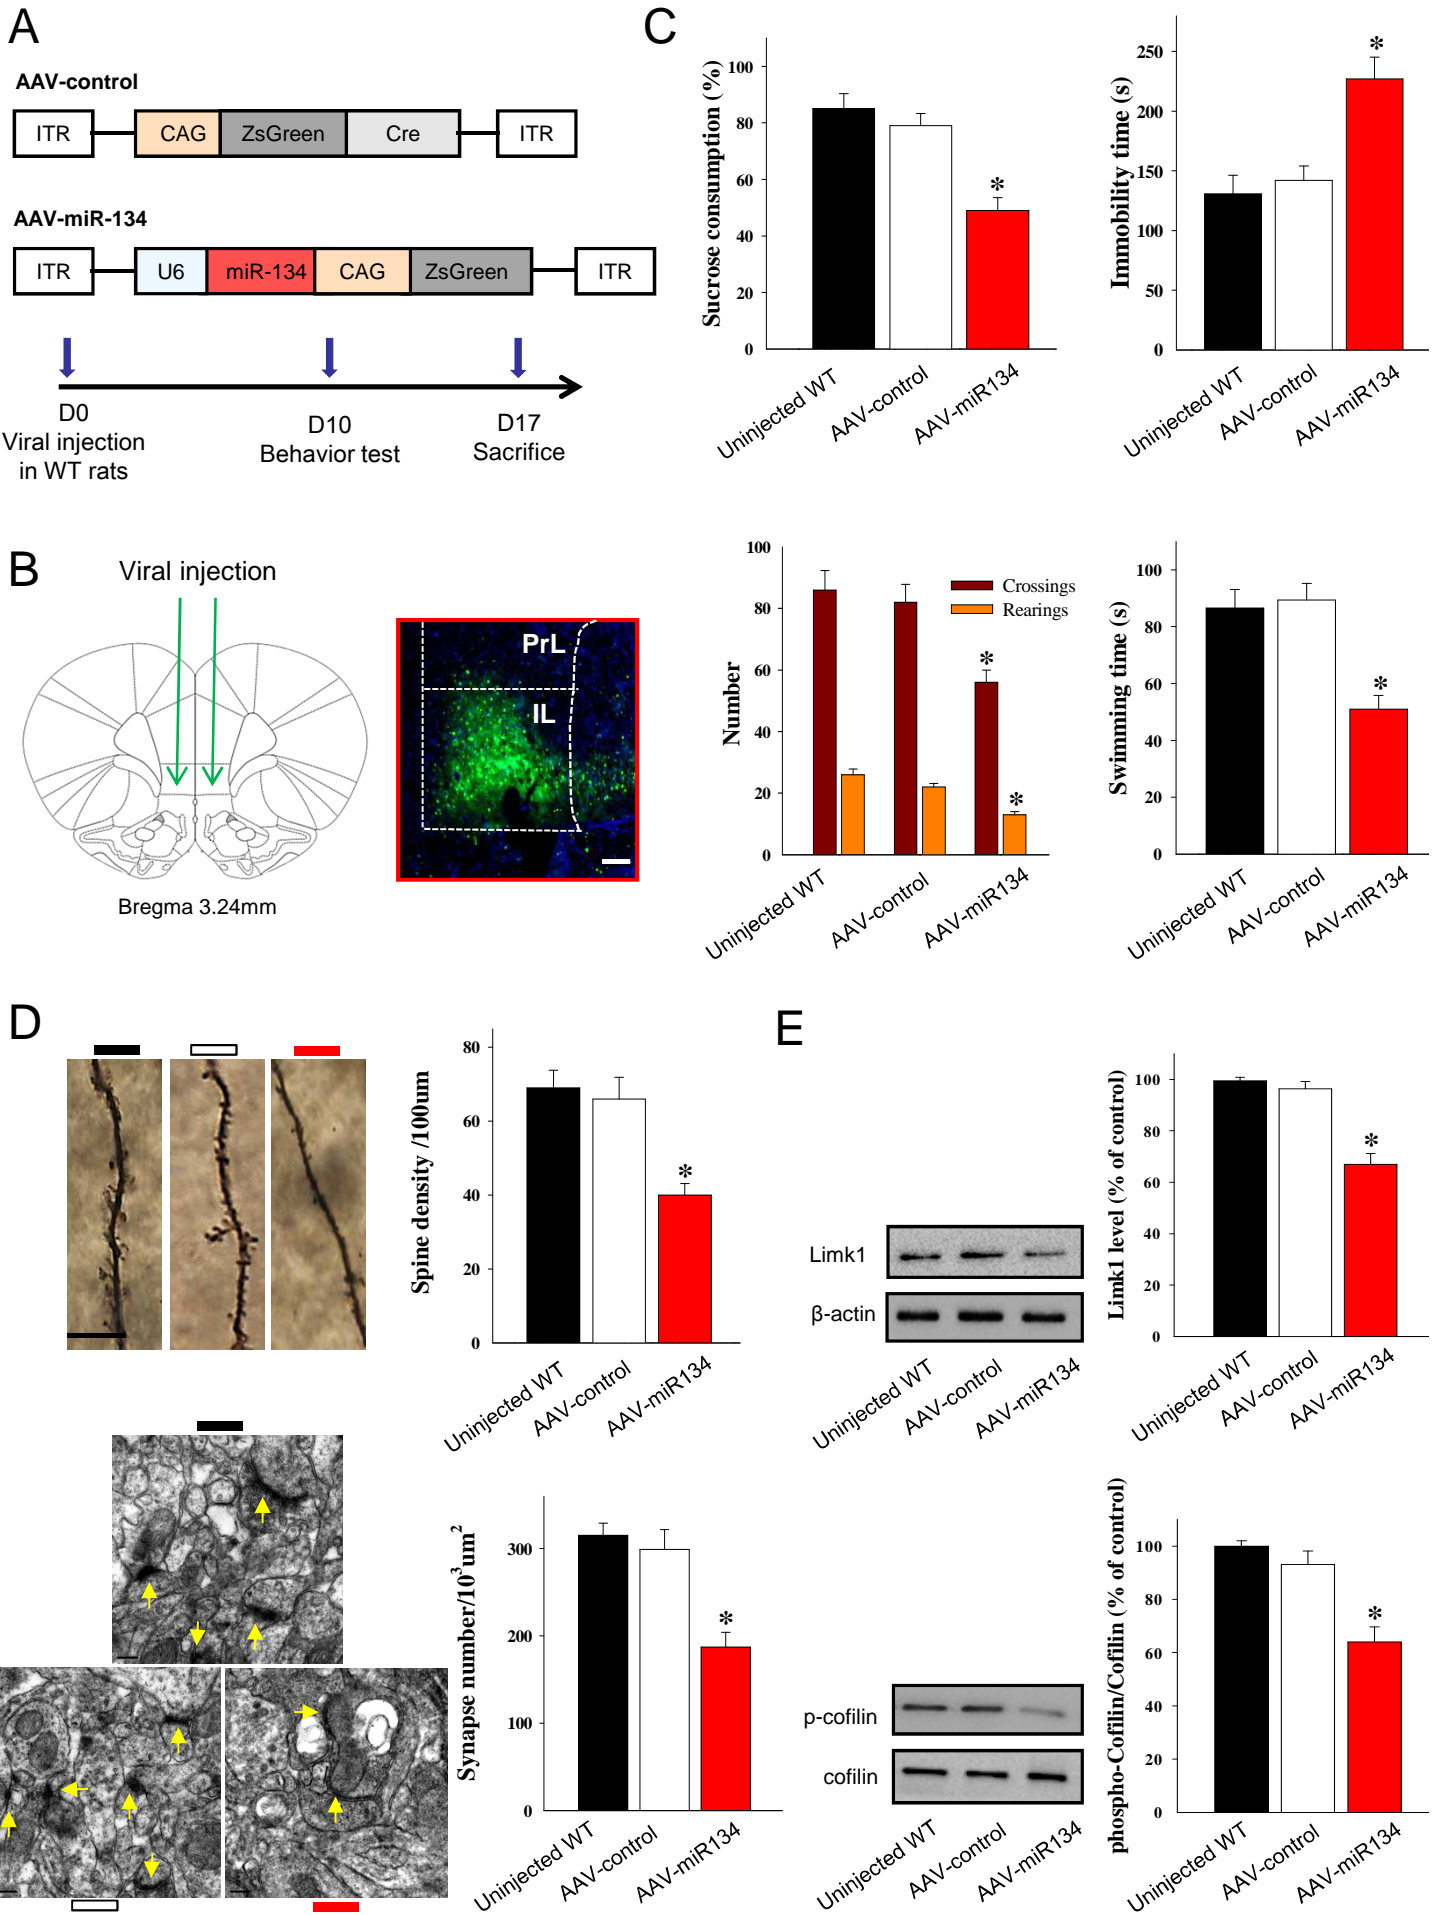 A
AAV-control
ITR CAG ZsGreen Cre ITR
AAV-miR-134
ITR U6 miR-134 CAG ZsGreen ITR
D0
Viral injection
in WT rats
D10
Behavior test
D17
Sacrifice
B
Viral injection
Bregma 3.24mm
PrL
IL
C
Sucrose consumption (%)
100
80
60
40
20
0
Uninjected WT
AAV-control
AAV-miR134
*
Immobility time (s)
250
200
150
100
50
0
Uninjected WT
AAV-control
AAV-miR134
*
Number
100
80
60
40
20
0
Crossings
Rearings
*
*
Uninjected WT
AAV-control
AAV-miR134
Swimming time (s)
100
80
60
40
20
0
*
Uninjected WT
AAV-control
AAV-miR134
D
Spine density /100um
80
60
40
20
0
*
Uninjected WT
AAV-control
AAV-miR134
Synapse number/10³um²
300
200
100
0
*
Uninjected WT
AAV-control
AAV-miR134
E
Limk1
β-actin
Uninjected WT
AAV-control
AAV-miR134
Limk1 level (% of control)
100
80
60
40
20
0
*
Uninjected WT
AAV-control
AAV-miR134
p-cofilin
cofilin
Uninjected WT
AAV-control
AAV-miR134
phospho-Cofilin/Cofilin (% of control)
100
80
60
40
20
0
*
Uninjected WT
AAV-control
AAV-miR134